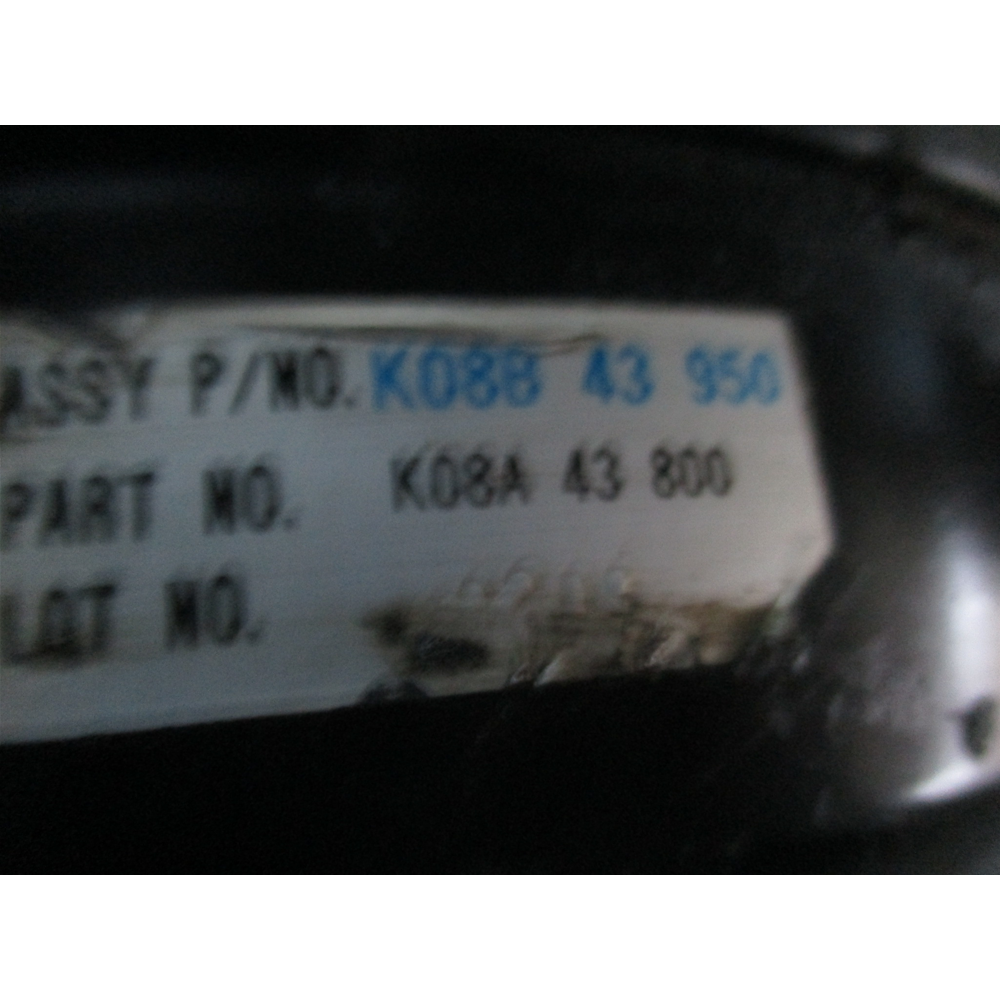 ASSY P/NO. K08B 43 950
PART NO. K08A 43 800
LOT NO.